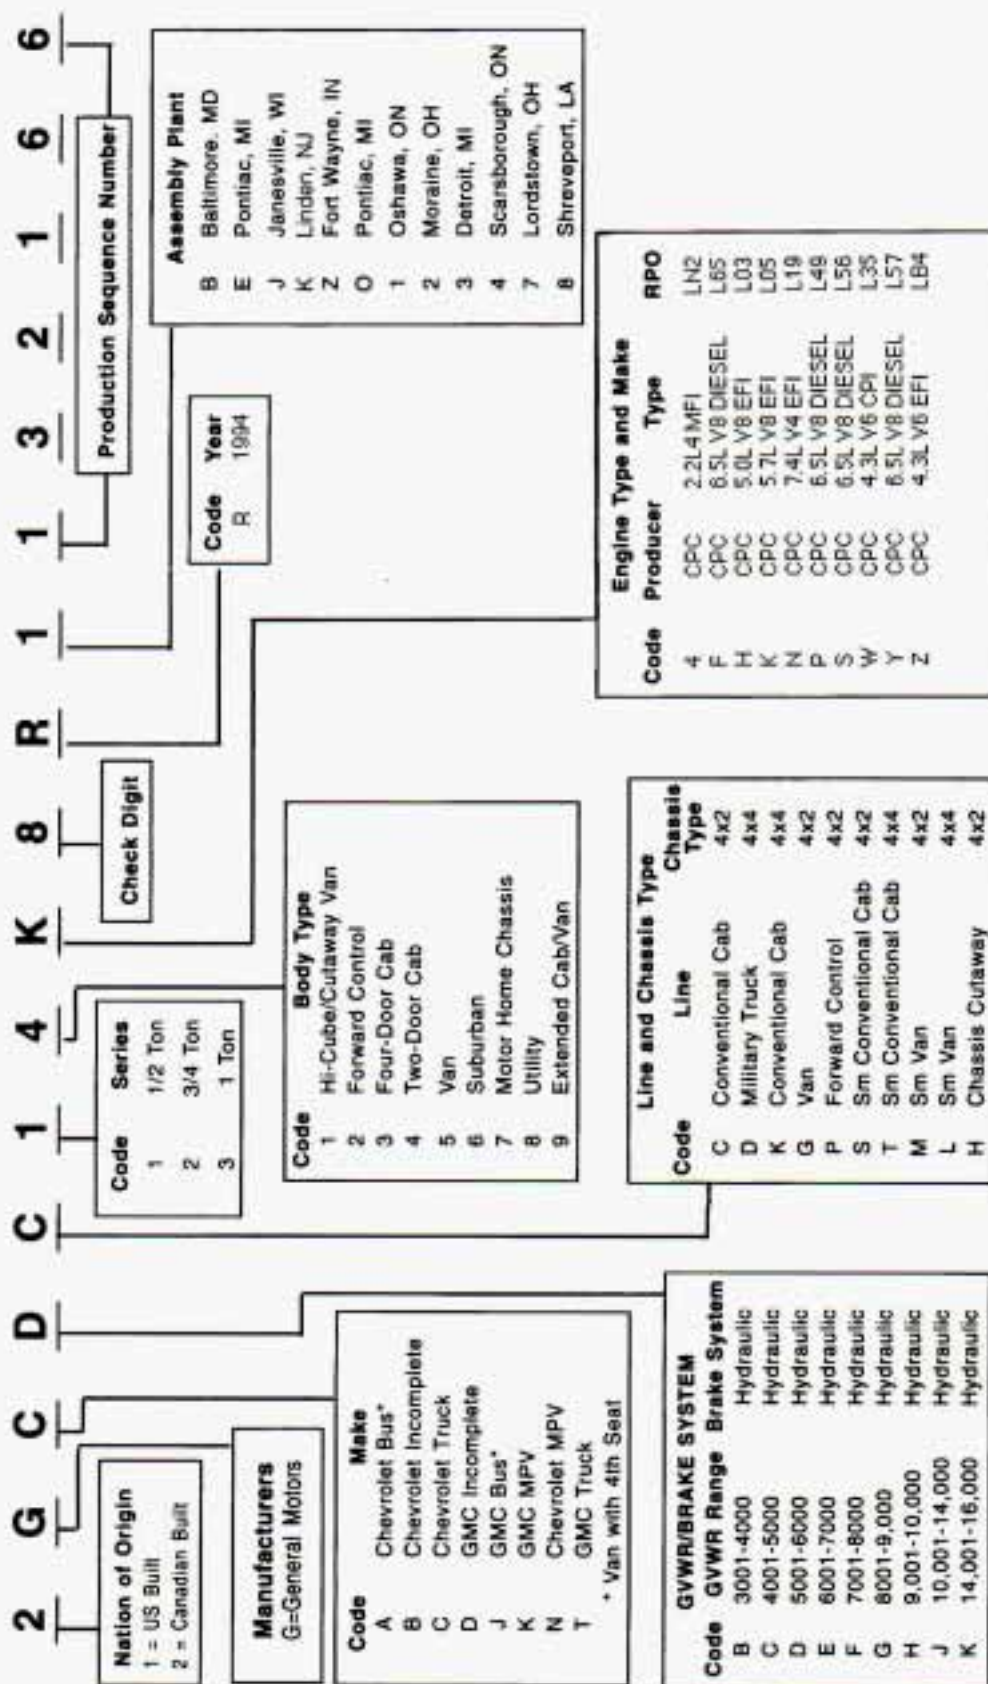 2 G C D C 1 4 K 8 R 1 1 3 2 1 6 6
Nation of Origin
1 = US Built
2 = Canadian Built
Manufacturers
G=General Motors
Code Make
A Chevrolet Bus*
B Chevrolet Incomplete
C Chevrolet Truck
D GMC Incomplete
J GMC Bus*
K GMC MPV
N Chevrolet MPV
T GMC Truck
* Van with 4th Seat
GVWR/BRAKE SYSTEM
Code GVWR Range Brake System
B 3001-4000 Hydraulic
C 4001-5000 Hydraulic
D 5001-6000 Hydraulic
E 6001-7000 Hydraulic
F 7001-8000 Hydraulic
G 8001-9,000 Hydraulic
H 9,001-10,000 Hydraulic
J 10,001-14,000 Hydraulic
K 14,001-16,000 Hydraulic
Code Series
1 1/2 Ton
2 3/4 Ton
3 1 Ton
Code Body Type
1 Hi-Cube/Cutaway Van
2 Forward Control
3 Four-Door Cab
4 Two-Door Cab
5 Van
6 Suburban
7 Motor Home Chassis
8 Utility
9 Extended Cab/Van
Line and Chassis Type
Code Line Chassis Type
C Conventional Cab 4x2
D Military Truck 4x4
K Conventional Cab 4x4
G Van 4x2
P Forward Control 4x2
S Sm Conventional Cab 4x2
T Sm Conventional Cab 4x4
M Sm Van 4x2
L Sm Van 4x4
H Chassis Cutaway 4x2
Check Digit
Code Year
R 1994
Production Sequence Number
Assembly Plant
B Baltimore. MD
E Pontiac, MI
J Janesville, WI
K Linden, NJ
Z Fort Wayne, IN
O Pontiac, MI
1 Oshawa, ON
2 Moraine, OH
3 Detroit, MI
4 Scarsborough, ON
7 Lordstown, OH
8 Shreveport, LA
Engine Type and Make
Code Producer Type RPO
4 CPC 2.2L4 MFI LN2
F CPC 6.5L V8 DIESEL L65
H CPC 5.0L V8 EFI L03
K CPC 5.7L V8 EFI L05
N CPC 7.4L V4 EFI L19
P CPC 6.5L V8 DIESEL L49
S CPC 6.5L V8 DIESEL L56
W CPC 4.3L V6 CPI L35
Y CPC 6.5L V8 DIESEL L57
Z CPC 4.3L V6 EFI LB4